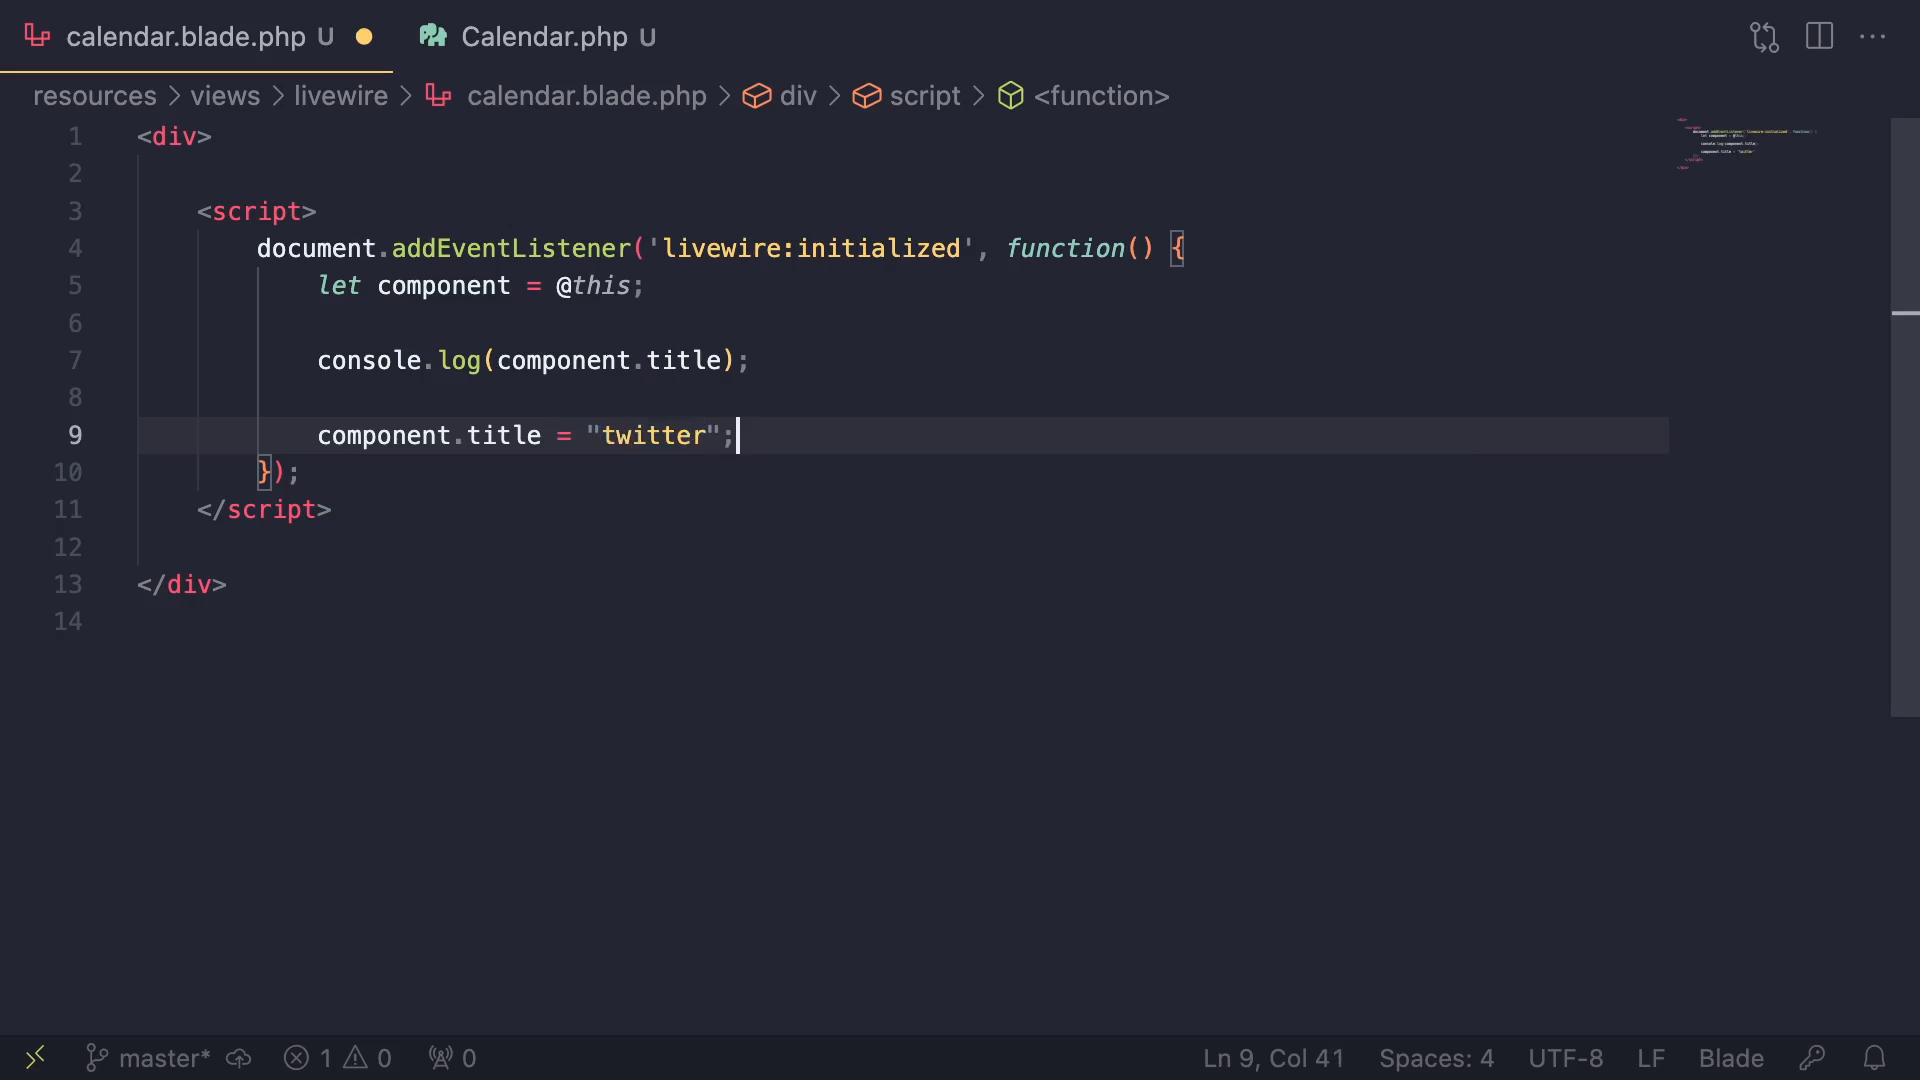 calendar.blade.php U
Calendar.php U
resources > views > livewire > calendar.blade.php > div > script > <function>
1 <div>
2
3 <script>
4 document.addEventListener('livewire:initialized', function() {
5 let component = @this;
6
7 console.log(component.title);
8
9 component.title = "twitter";
10 });
11 </script>
12
13 </div>
14
master* 1 0 0 Ln 9, Col 41 Spaces: 4 UTF-8 LF Blade